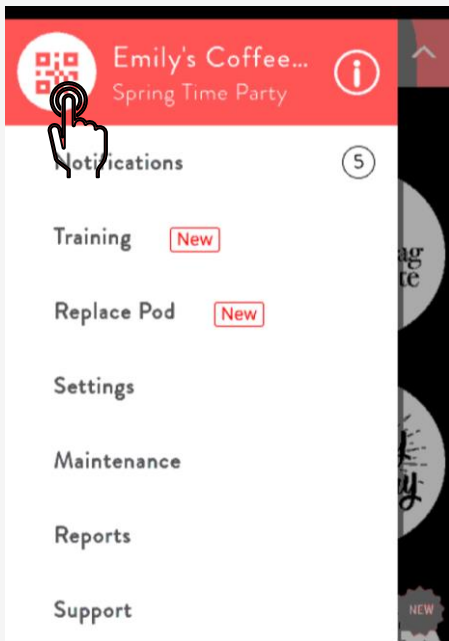 Emily's Coffee...
Spring Time Party
Notifications
5
Training
New
Replace Pod
New
Settings
Maintenance
Reports
Support
NEW